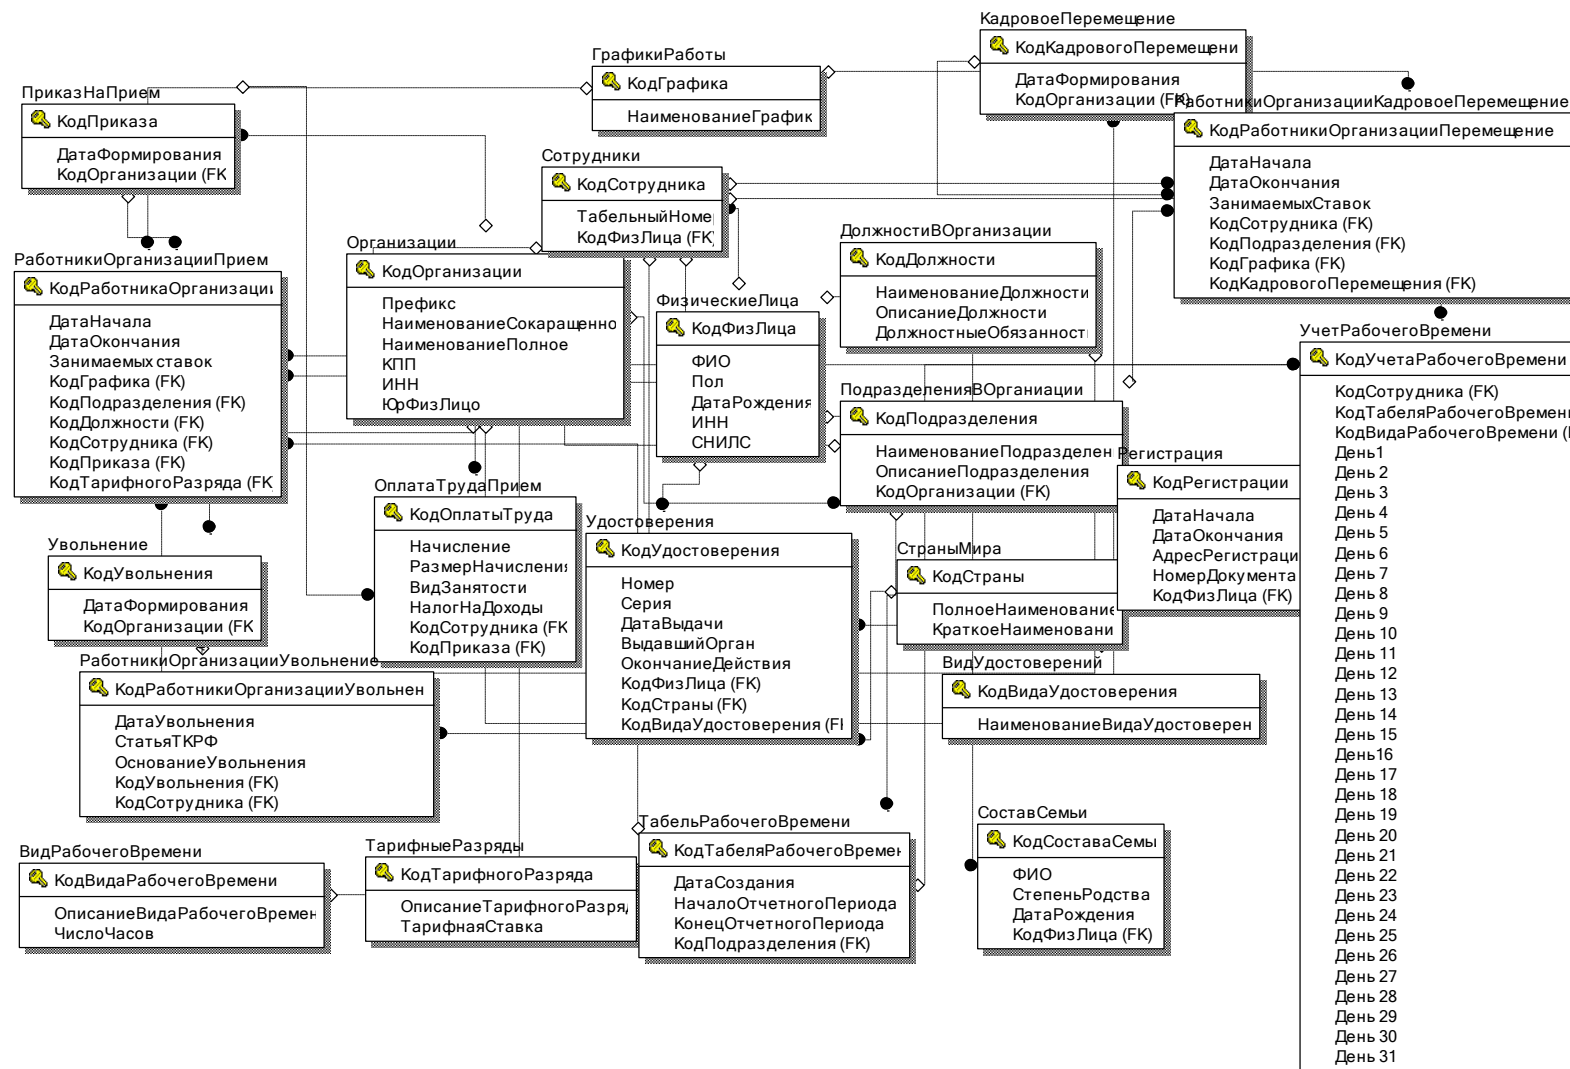 КадровоеПеремещение
КодКадровогоПеремещени
ДатаФормирования
КодОрганизации (FK)
ГрафикиРаботы
КодГрафика
НаименованиеГрафик
ПриказНаПрием
КодПриказа
ДатаФормирования
КодОрганизации (FK
РаботникиОрганизацииКадровоеПеремещение
КодРаботникиОрганизацииПеремещение
ДатаНачала
ДатаОкончания
ЗанимаемыхСтавок
КодСотрудника (FK)
КодПодразделения (FK)
КодГрафика (FK)
КодКадровогоПеремещения (FK)
Сотрудники
КодСотрудника
ТабельныйНомер
КодФизЛица (FK)
Организации
КодОрганизации
Префикс
НаименованиеСокаращенно
НаименованиеПолное
КПП
ИНН
ЮрФизЛицо
ДолжностиВОрганизации
КодДолжности
НаименованиеДолжности
ОписаниеДолжности
ДолжностныеОбязанност
РаботникиОрганизацииПрием
КодРаботникаОрганизаци
ДатаНачала
ДатаОкончания
Занимаемых ставок
КодГрафика (FK)
КодПодразделения (FK)
КодДолжности (FK)
КодСотрудника (FK)
КодПриказа (FK)
КодТарифногоРазряда (FK
ФизическиеЛица
КодФизЛица
ФИО
Пол
ДатаРождения
ИНН
СНИЛС
ПодразделенияВОрганиации
КодПодразделения
НаименованиеПодразделен
ОписаниеПодразделения
КодОрганизации (FK)
УчетРабочегоВремени
КодУчетаРабочегоВремени
КодСотрудника (FK)
КодТабеляРабочегоВремени
КодВидаРабочегоВремени (
День1
День 2
День 3
День 4
День 5
День 6
День 7
День 8
День 9
День 10
День 11
День 12
День 13
День 14
День 15
День16
День 17
День 18
День 19
День 20
День 21
День 22
День 23
День 24
День 25
День 26
День 27
День 28
День 29
День 30
День 31
Регистрация
КодРегистрации
ДатаНачала
ДатаОкончания
АдресРегистраци
НомерДокумента
КодФизЛица (FK)
ОплатаТрудаПрием
КодОплатыТруда
Начисление
РазмерНачисления
ВидЗанятости
НалогНаДоходы
КодСотрудника (FK
КодПриказа (FK)
Удостоверения
КодУдостоверения
Номер
Серия
ДатаВыдачи
ВыдавшийОрган
ОкончаниеДействия
КодФизЛица (FK)
КодСтраны (FK)
КодВидаУдостоверения (F
СтраныМира
КодСтраны
ПолноеНаименование
КраткоеНаименовани
Увольнение
КодУвольнения
ДатаФормирования
КодОрганизации (FK
РаботникиОрганизацииУвольнение
КодРаботникиОрганизацииУвольнен
ДатаУвольнения
СтатьяТКРФ
ОснованиеУвольнения
КодУвольнения (FK)
КодСотрудника (FK)
ВидУдостоверений
КодВидаУдостоверения
НаименованиеВидаУдостоверен
ВидРабочегоВремени
КодВидаРабочегоВремени
ОписаниеВидаРабочегоВремен
ЧислоЧасов
ТарифныеРазряды
КодТарифногоРазряда
ОписаниеТарифногоРазряд
ТарифнаяСтавка
ТабельРабочегоВремени
КодТабеляРабочегоВремен
ДатаСоздания
НачалоОтчетногоПериода
КонецОтчетногоПериода
КодПодразделения (FK)
СоставСемьи
КодСоставаСемы
ФИО
СтепеньРодства
ДатаРождения
КодФизЛица (FK)